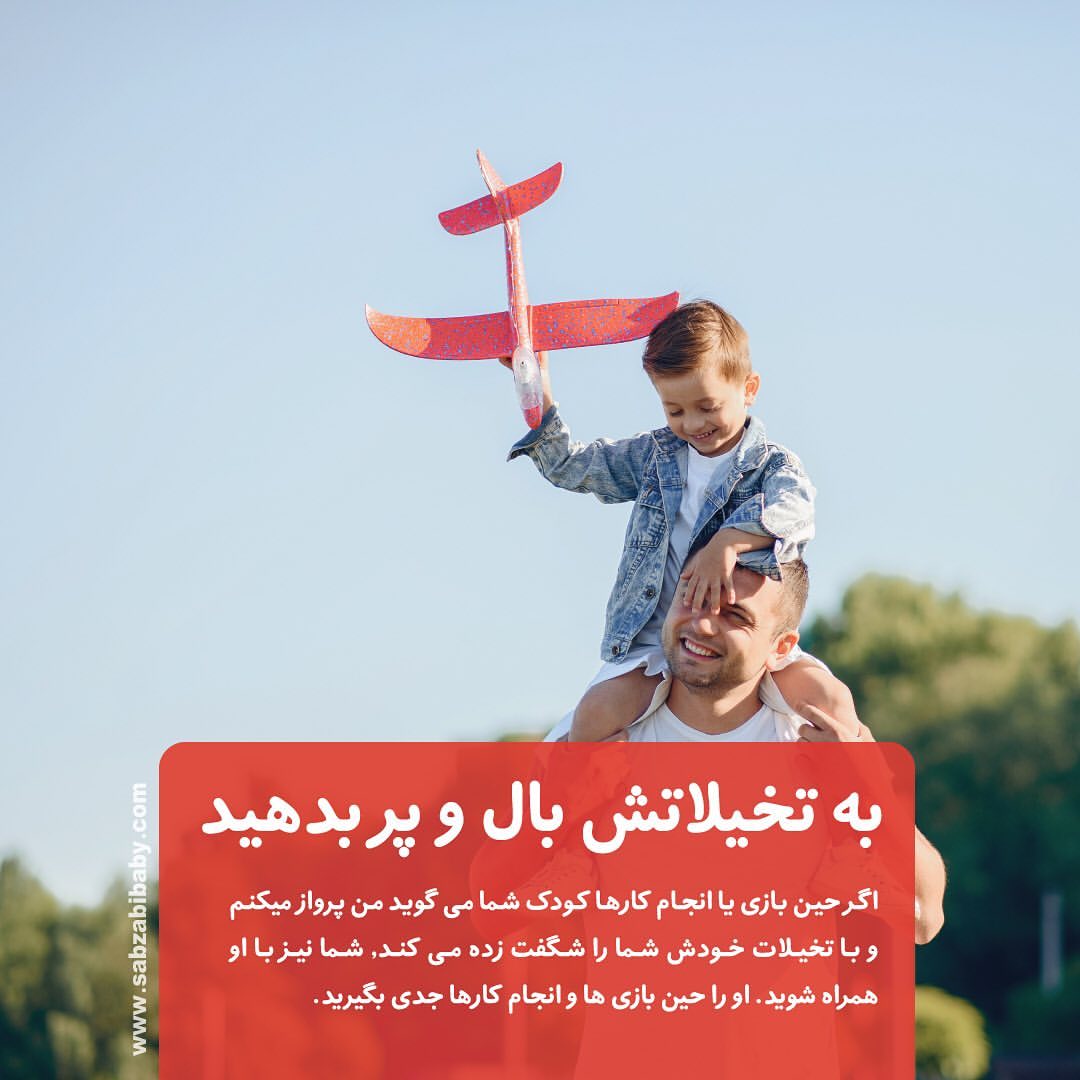 به تخیلاتش بال و پر بدهید
اگر حین بازی یا انجام کارها کودک شما می گوید من پرواز میکنم
و با تخیلات خودش شما را شگفت زده می کند, شما نیز با او
همراه شوید. او را حین بازی ها و انجام کارها جدی بگیرید.
www.sabzabibaby.com